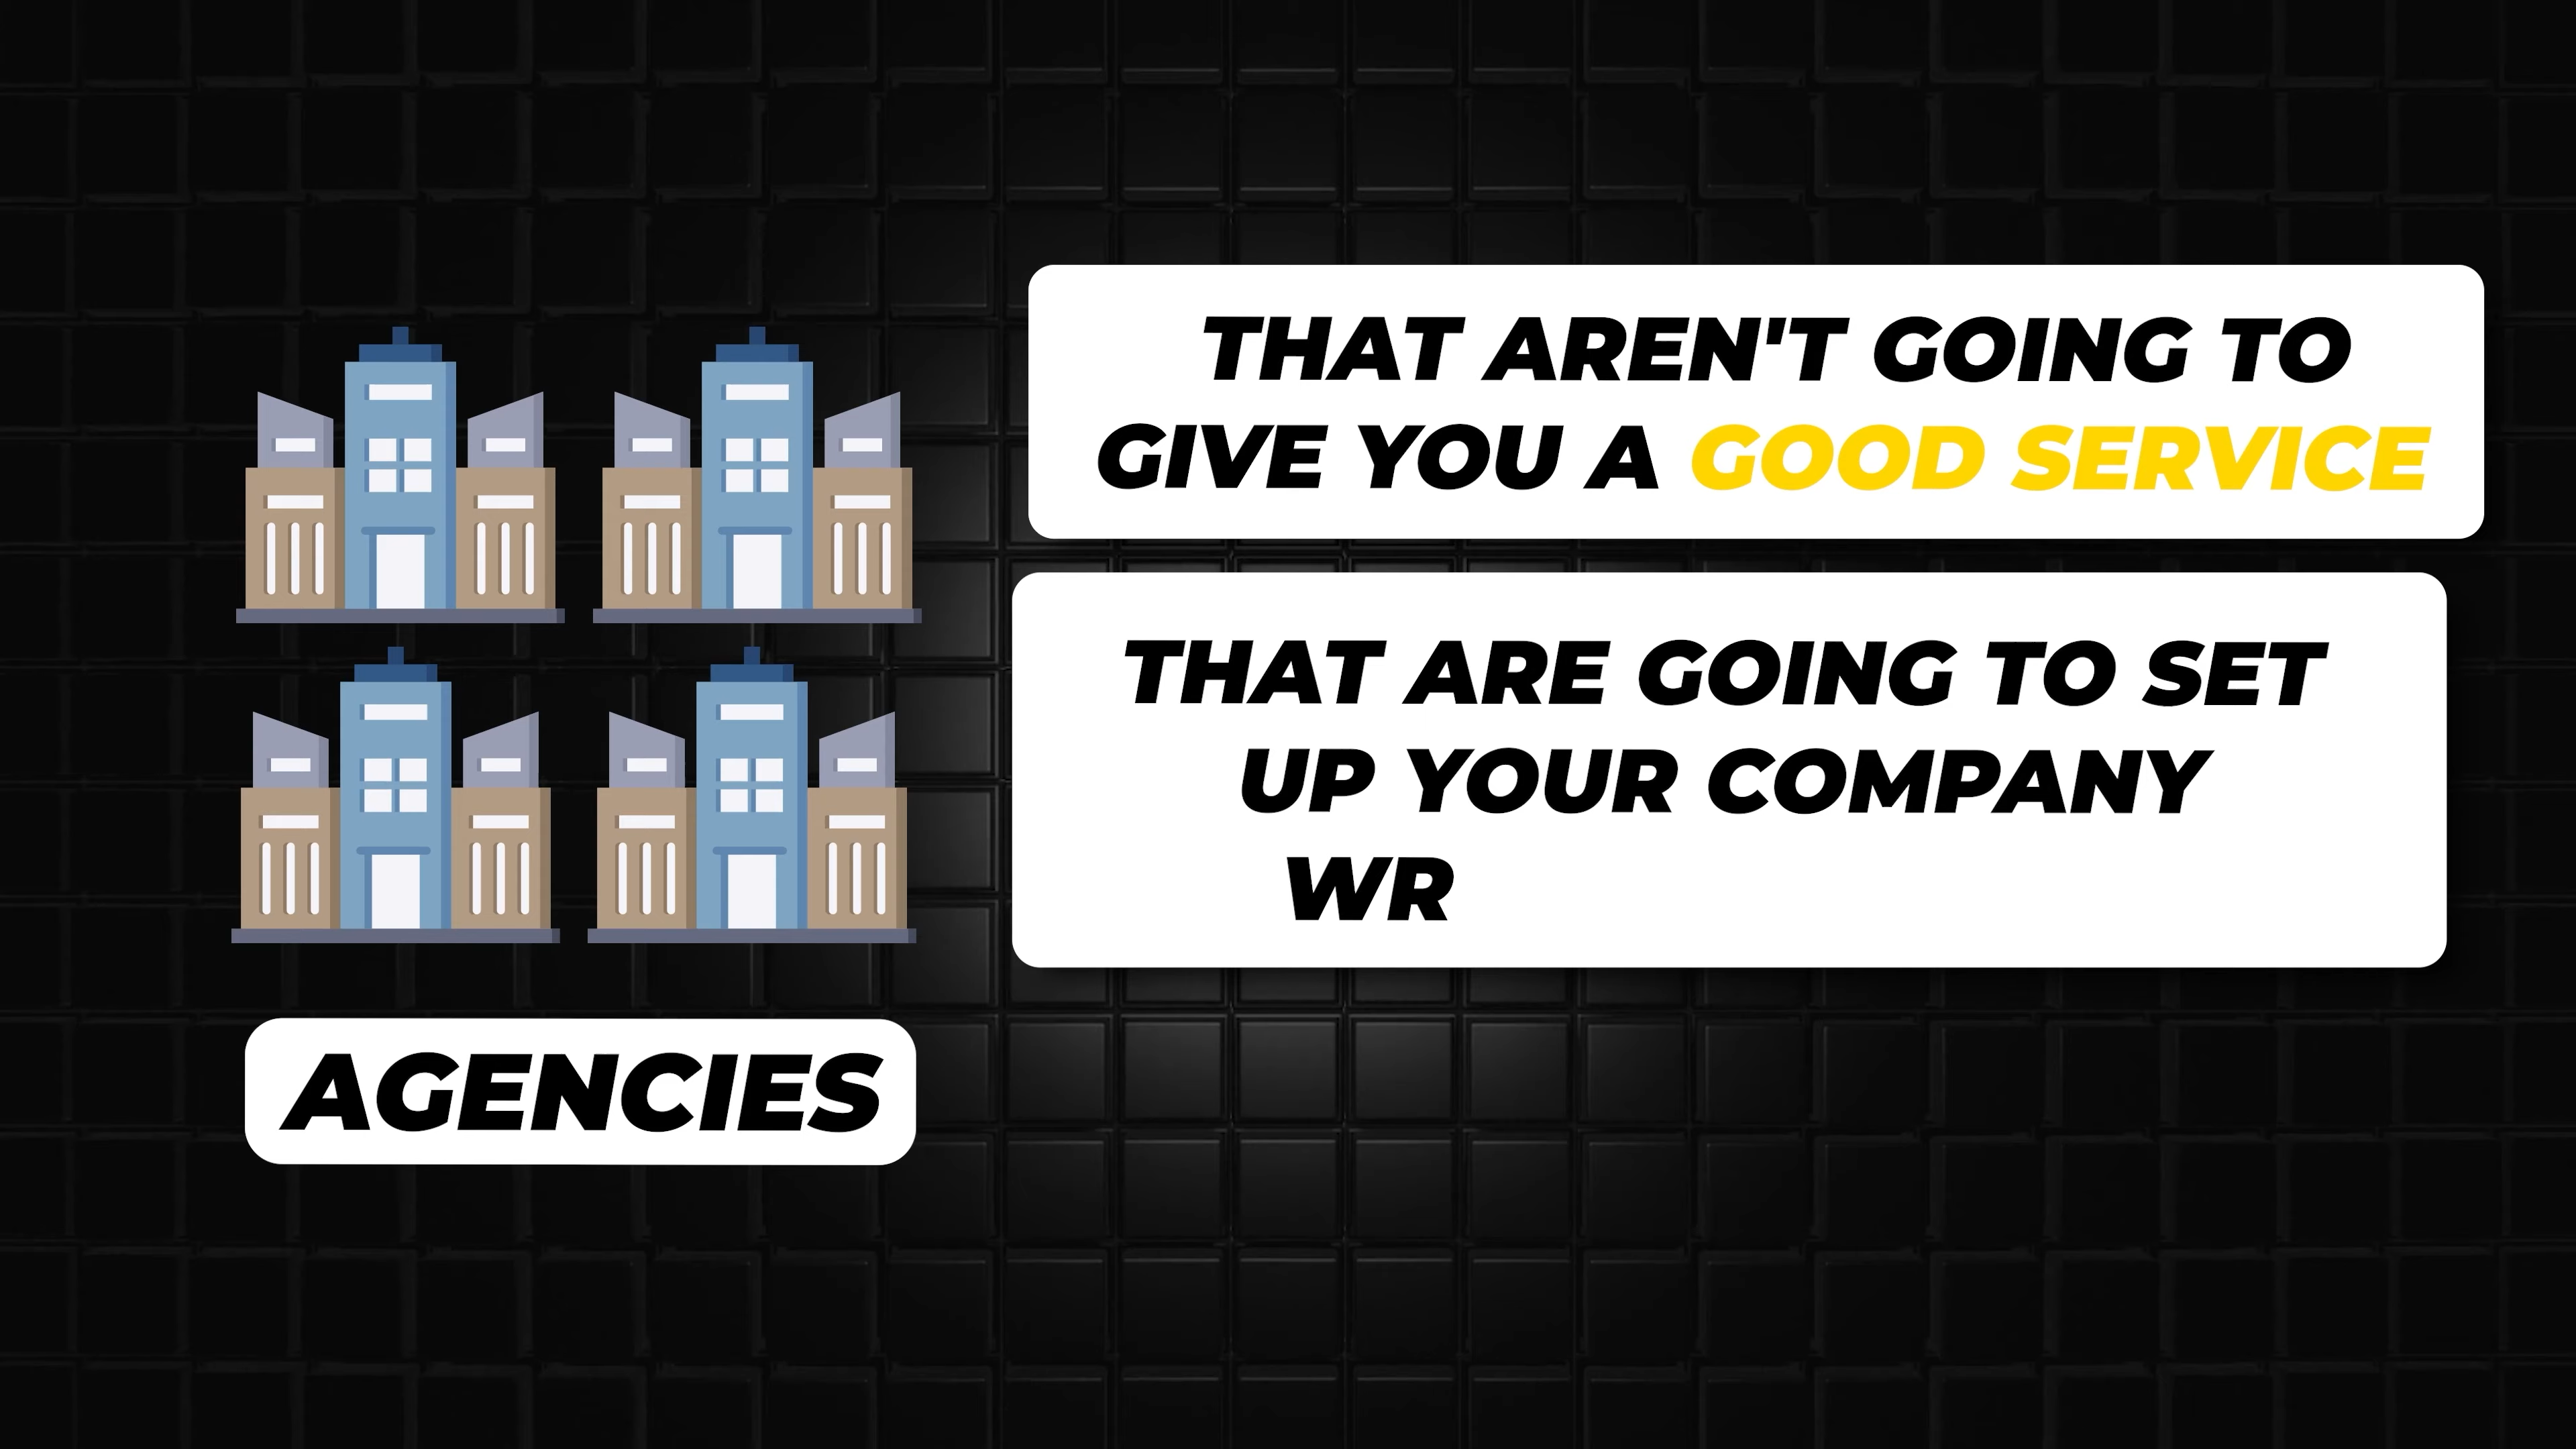 THAT AREN'T GOING TO
GIVE YOU A GOOD SERVICE
THAT ARE GOING TO SET
UP YOUR COMPANY
WR
AGENCIES